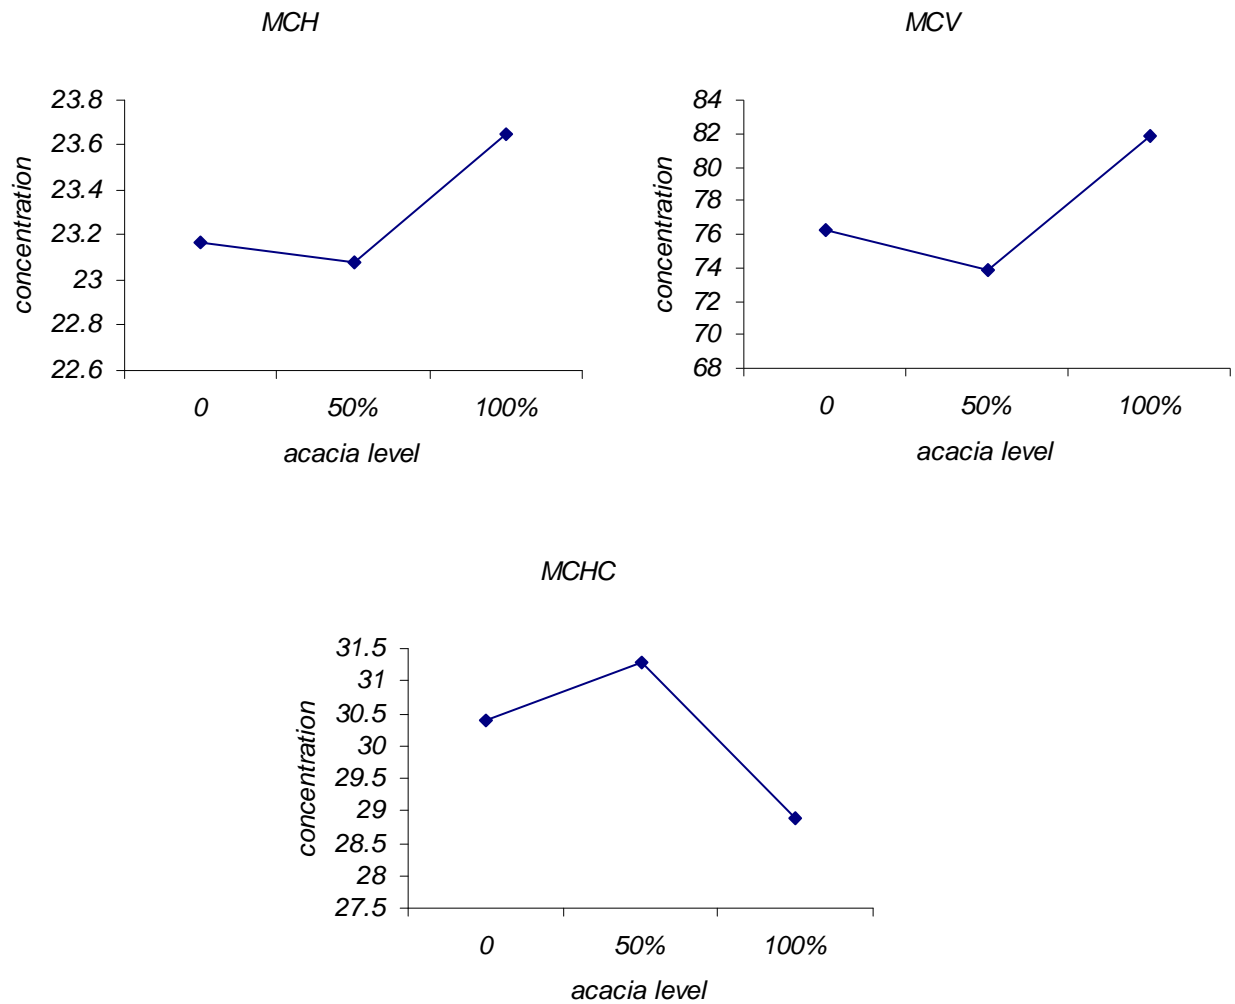 MCH
23.8
23.6
23.4
23.2
23
22.8
22.6
concentration
0 50% 100%
acacia level
MCV
84
82
80
78
76
74
72
70
68
concentration
0 50% 100%
acacia level
MCHC
31.5
31
30.5
30
29.5
29
28.5
28
27.5
concentration
0 50% 100%
acacia level